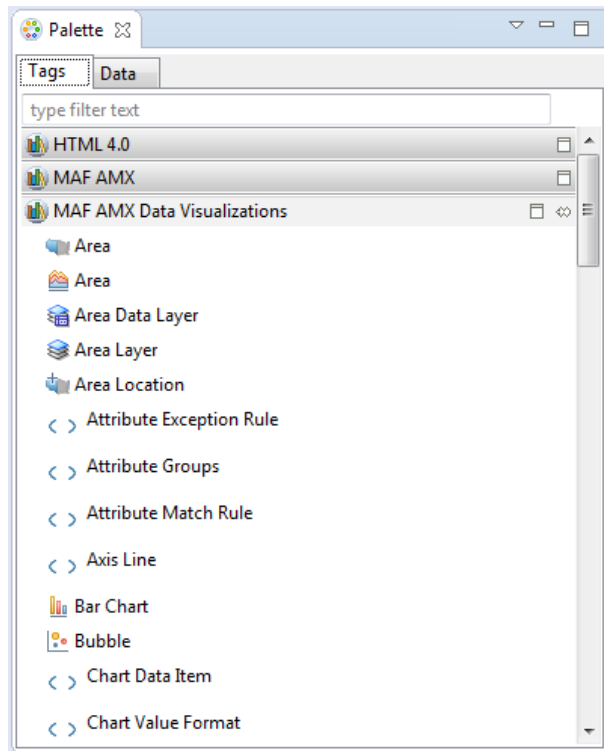 Palette
Tags Data
type filter text
HTML 4.0
MAF AMX
MAF AMX Data Visualizations
Area
Area
Area Data Layer
Area Layer
Area Location
Attribute Exception Rule
Attribute Groups
Attribute Match Rule
Axis Line
Bar Chart
Bubble
Chart Data Item
Chart Value Format